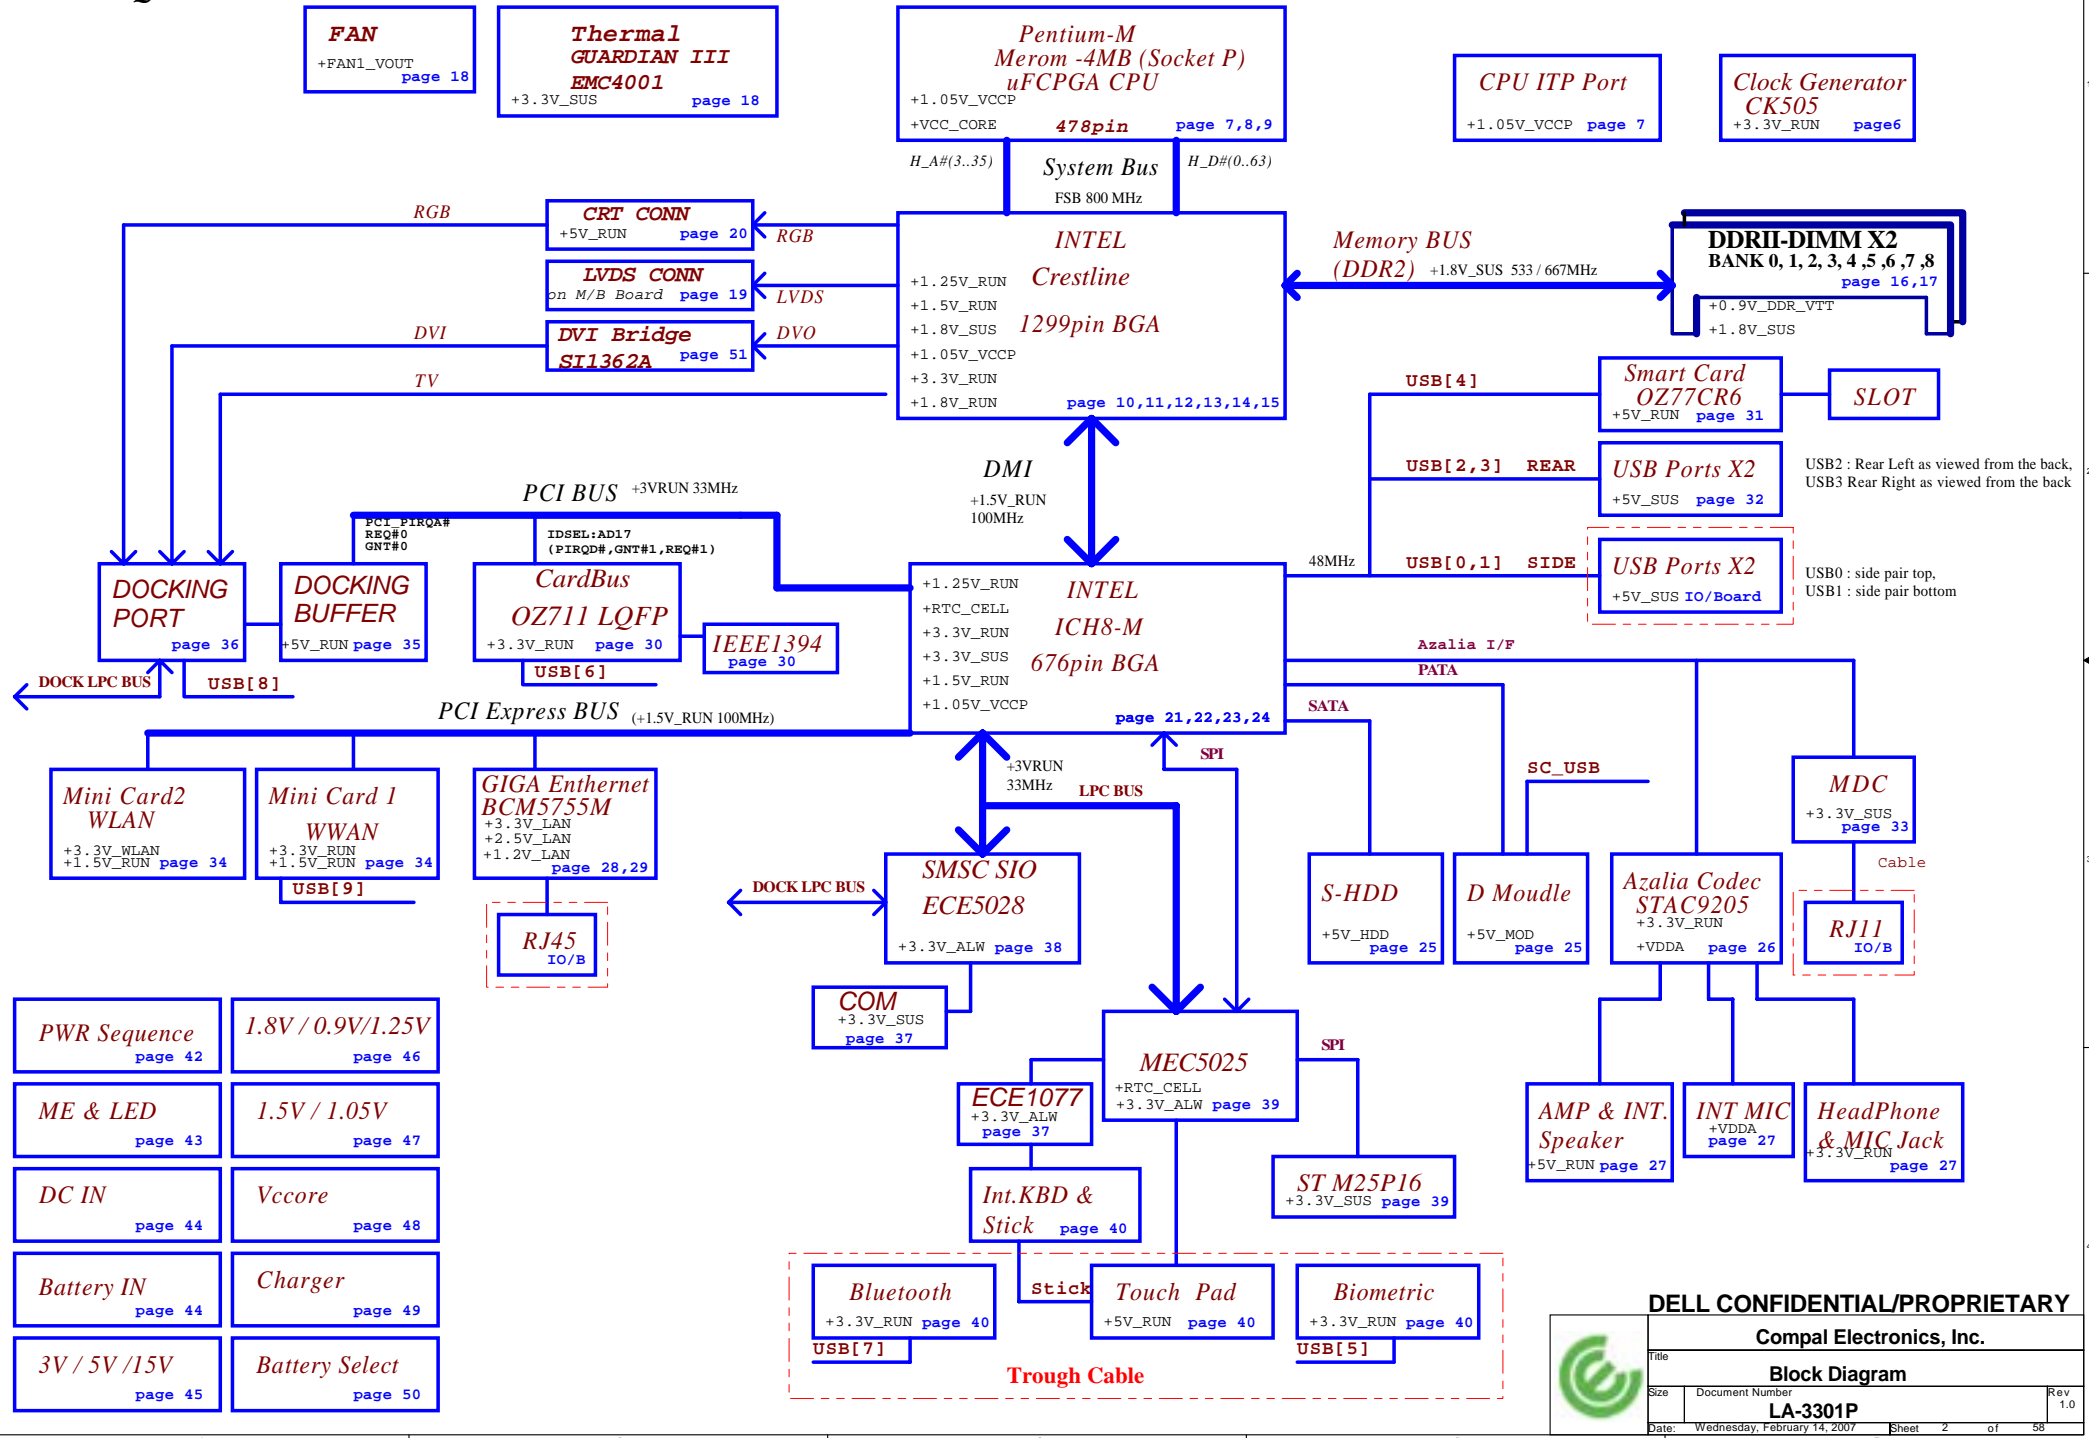 FAN
+FAN1_VOUT
page 18
Thermal
GUARDIAN III
EMC4001
+3.3V_SUS page 18
Pentium-M
Merom -4MB (Socket P)
uFCPGA CPU
+1.05V_VCCP
+VCC_CORE 478pin page 7,8,9
CPU ITP Port
+1.05V_VCCP page 7
Clock Generator
CK505
+3.3V_RUN page6
H_A#(3..35) System Bus H_D#(0..63)
FSB 800 MHz
RGB
CRT CONN
+5V_RUN page 20
RGB
LVDS CONN
on M/B Board page 19
LVDS
DVI
DVI Bridge
SI1362A page 51
DVO
TV
INTEL
Crestline
1299pin BGA
+1.25V_RUN
+1.5V_RUN
+1.8V_SUS
+1.05V_VCCP
+3.3V_RUN
+1.8V_RUN page 10,11,12,13,14,15
Memory BUS
(DDR2) +1.8V_SUS 533 / 667MHz
DDRII-DIMM X2
BANK 0, 1, 2, 3, 4 ,5 ,6 ,7 ,8
page 16,17
+0.9V_DDR_VTT
+1.8V_SUS
USB[4]
Smart Card
OZ77CR6
+5V_RUN page 31
SLOT
USB[2,3] REAR
USB Ports X2
+5V_SUS page 32
USB2 : Rear Left as viewed from the back,
USB3 Rear Right as viewed from the back
48MHz
USB[0,1] SIDE
USB Ports X2
+5V_SUS IO/Board
USB0 : side pair top,
USB1 : side pair bottom
DMI
+1.5V_RUN
100MHz
PCI BUS +3VRUN 33MHz
PCI_PIRQA#
REQ#0
GNT#0
IDSEL:AD17
(PIRQD#,GNT#1,REQ#1)
DOCKING
PORT
page 36
DOCKING
BUFFER
+5V_RUN page 35
CardBus
OZ711 LQFP
+3.3V_RUN page 30
IEEE1394
page 30
DOCK LPC BUS
USB[8]
USB[6]
INTEL
ICH8-M
676pin BGA
+1.25V_RUN
+RTC_CELL
+3.3V_RUN
+3.3V_SUS
+1.5V_RUN
+1.05V_VCCP
page 21,22,23,24
Azalia I/F
PATA
SATA
PCI Express BUS (+1.5V_RUN 100MHz)
Mini Card2
WLAN
+3.3V_WLAN
+1.5V_RUN page 34
Mini Card 1
WWAN
+3.3V_RUN
+1.5V_RUN page 34
USB[9]
GIGA Enthernet
BCM5755M
+3.3V_LAN
+2.5V_LAN
+1.2V_LAN
page 28,29
RJ45
IO/B
+3VRUN
33MHz
LPC BUS
SPI
SC_USB
MDC
+3.3V_SUS
page 33
Cable
RJ11
IO/B
DOCK LPC BUS
SMSC SIO
ECE5028
+3.3V_ALW page 38
S-HDD
+5V_HDD
page 25
D Moudle
+5V_MOD
page 25
Azalia Codec
STAC9205
+3.3V_RUN
+VDDA page 26
COM
+3.3V_SUS
page 37
MEC5025
+RTC_CELL
+3.3V_ALW page 39
SPI
ECE1077
+3.3V_ALW
page 37
Int.KBD &
Stick page 40
ST M25P16
+3.3V_SUS page 39
AMP & INT.
Speaker
+5V_RUN page 27
INT MIC
+VDDA
page 27
HeadPhone
& MIC Jack
+3.3V_RUN
page 27
PWR Sequence
page 42
1.8V / 0.9V/1.25V
page 46
ME & LED
page 43
1.5V / 1.05V
page 47
DC IN
page 44
Vccore
page 48
Battery IN
page 44
Charger
page 49
3V / 5V /15V
page 45
Battery Select
page 50
Bluetooth
+3.3V_RUN page 40
USB[7]
Stick
Touch Pad
+5V_RUN page 40
Biometric
+3.3V_RUN page 40
USB[5]
Trough Cable
DELL CONFIDENTIAL/PROPRIETARY
Compal Electronics, Inc.
Title
Block Diagram
Size Document Number Rev
LA-3301P 1.0
Date: Wednesday, February 14, 2007 Sheet 2 of 58